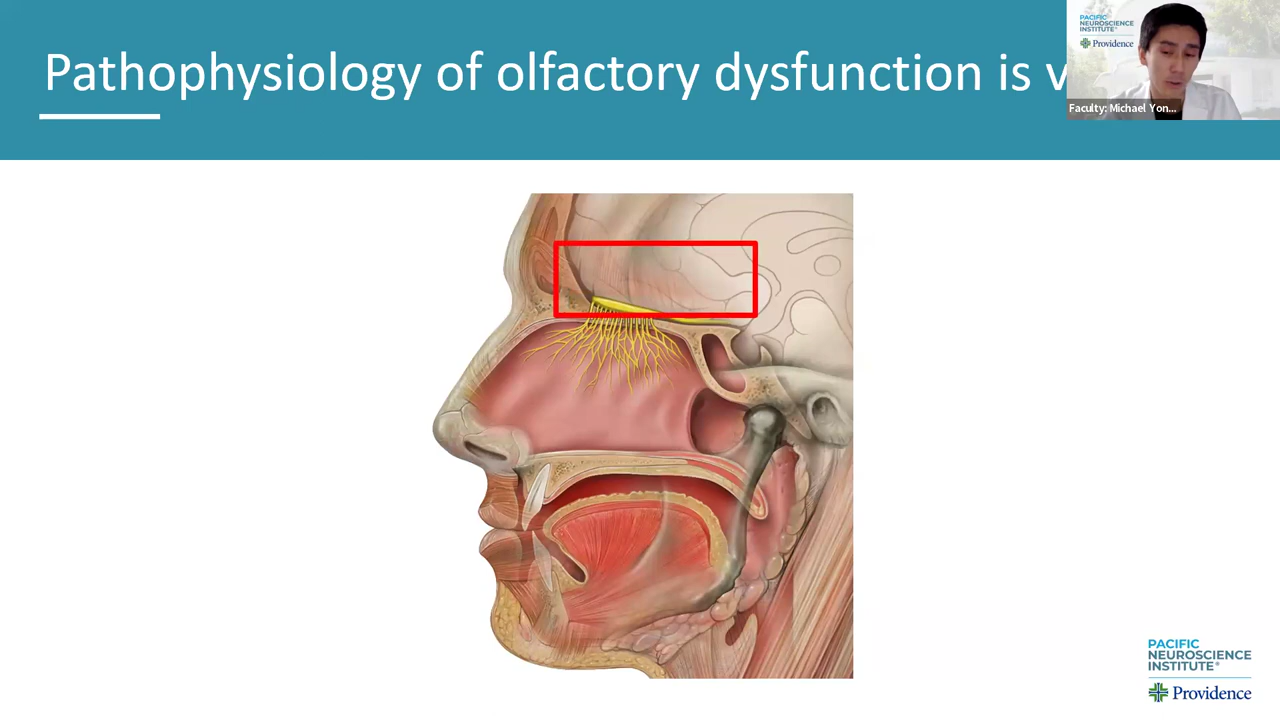 Pathophysiology of olfactory dysfunction is v
PACIFIC
NEUROSCIENCE
INSTITUTE®
Providence
Faculty: Michael Yon...
PACIFIC
NEUROSCIENCE
INSTITUTE®
Providence